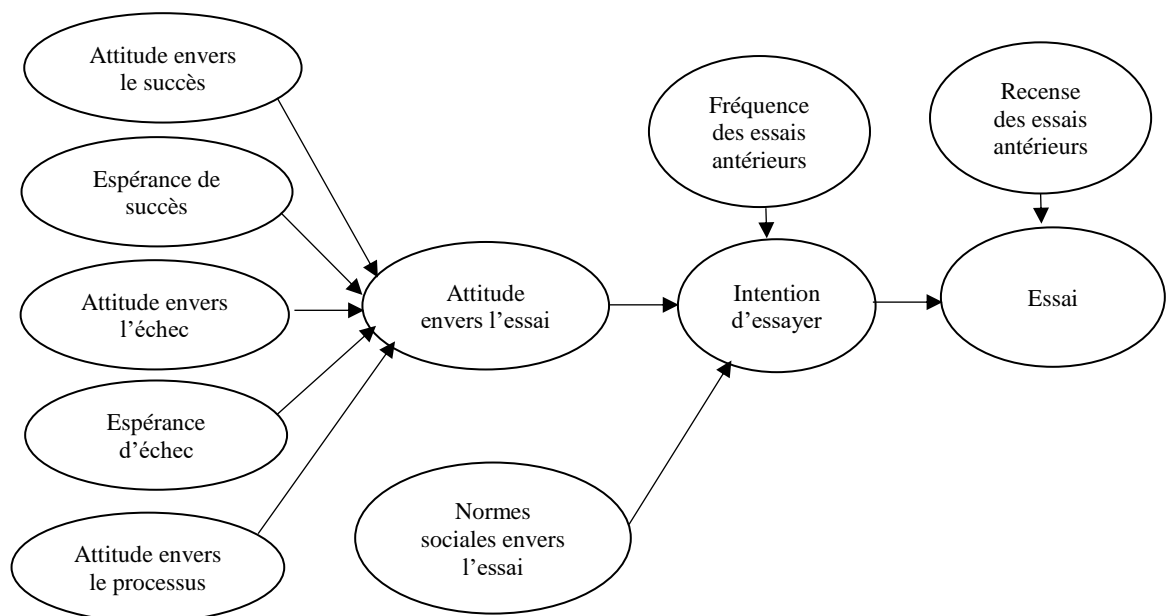 Attitude envers
le succès
Espérance de
succès
Attitude envers
l’échec
Espérance
d’échec
Attitude envers
le processus
Attitude
envers l’essai
Normes
sociales envers
l’essai
Fréquence
des essais
antérieurs
Intention
d’essayer
Recense
des essais
antérieurs
Essai